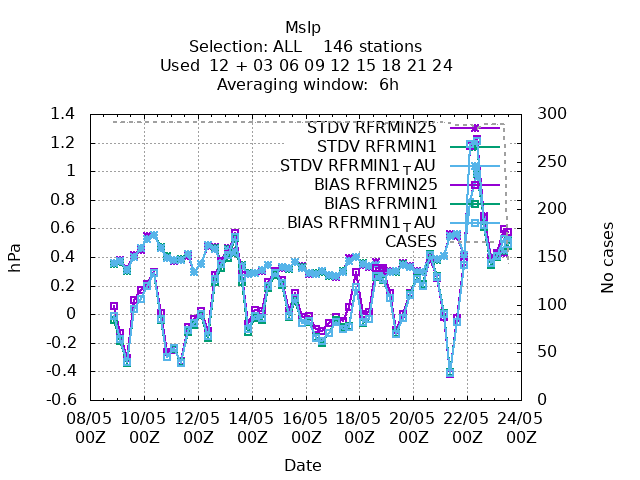 Mslp
Selection: ALL 146 stations
Used 12 + 03 06 09 12 15 18 21 24
Averaging window: 6h
STDV RFRMIN25
STDV RFRMIN1
STDV RFRMIN1_TAU
BIAS RFRMIN25
BIAS RFRMIN1
BIAS RFRMIN1_TAU
CASES
hPa
1.4
1.2
1
0.8
0.6
0.4
0.2
0
-0.2
-0.4
-0.6
No cases
300
250
200
150
100
50
0
08/05 10/05 12/05 14/05 16/05 18/05 20/05 22/05 24/05
00Z 00Z 00Z 00Z 00Z 00Z 00Z 00Z 00Z
Date